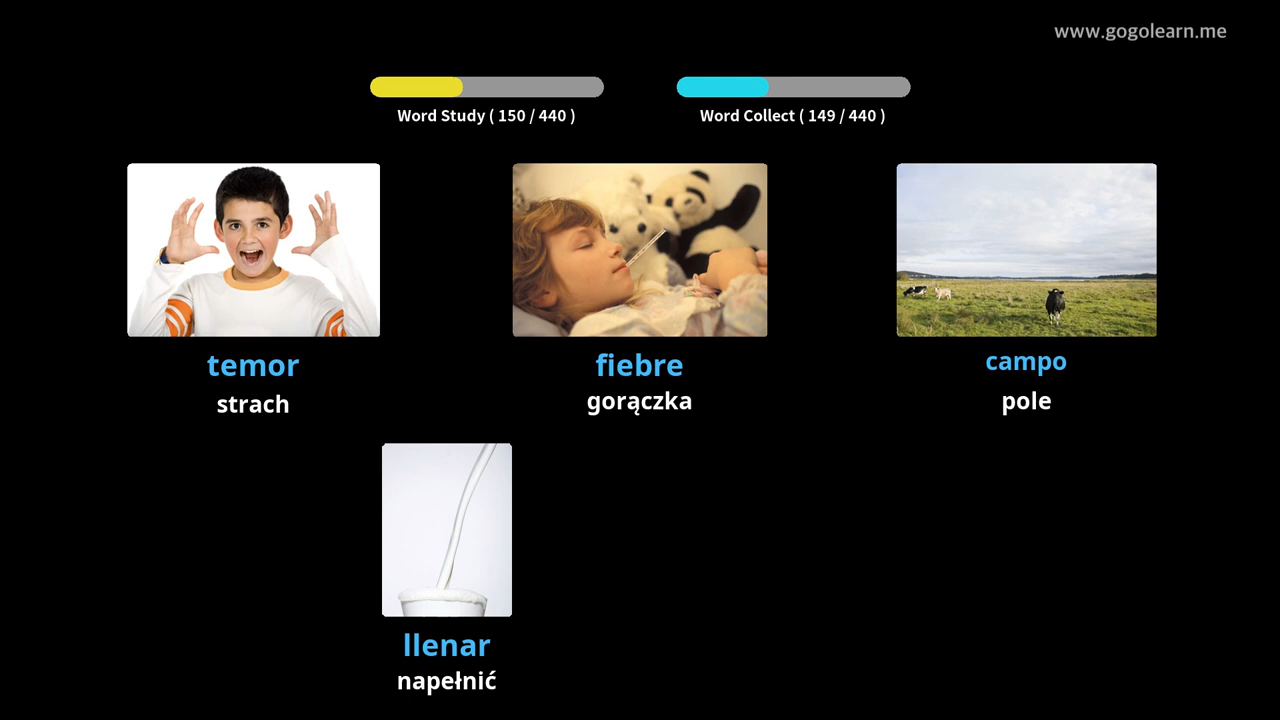 www.gogolearn.me
Word Study ( 150 / 440 )
Word Collect ( 149 / 440 )
temor
strach
fiebre
gorączka
campo
pole
llenar
napełnić